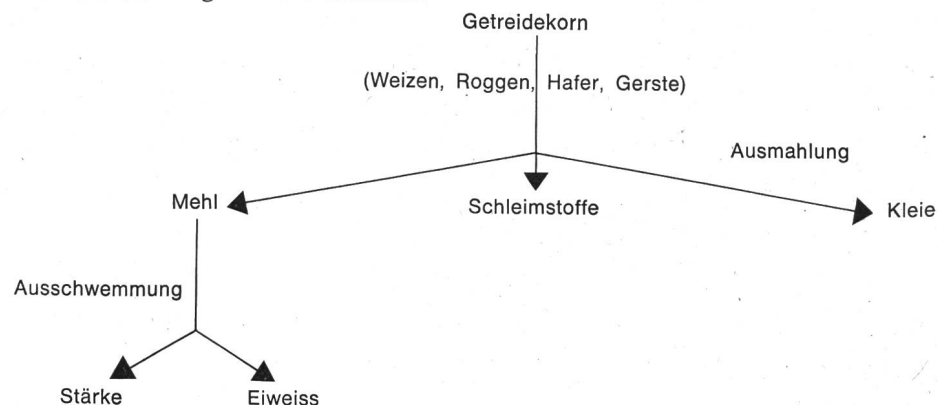 Getreidekorn
(Weizen, Roggen, Hafer, Gerste)
Ausmahlung
Mehl
Schleimstoffe
Kleie
Ausschwemmung
Stärke
Eiweiss